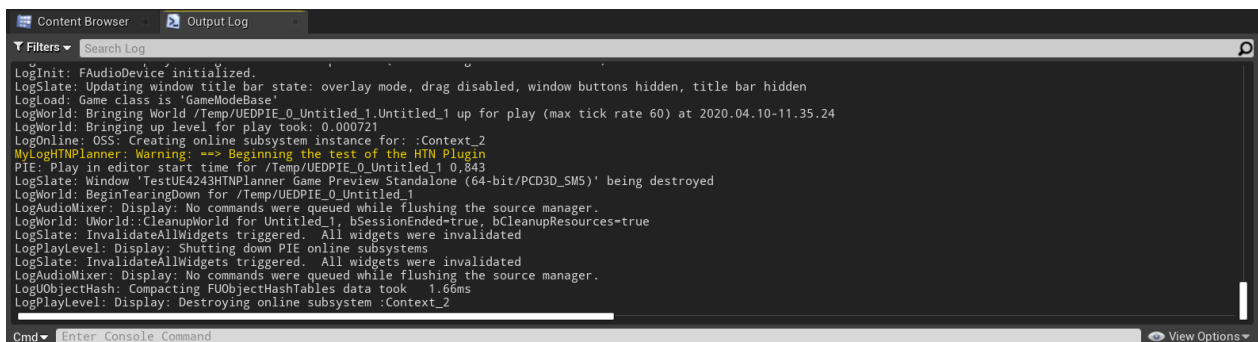 Content Browser
Output Log
Filters
Search Log
LogInit: FAudioDevice initialized.
LogSlate: Updating window title bar state: overlay mode, drag disabled, window buttons hidden, title bar hidden
LogLoad: Game class is 'GameModeBase'
LogWorld: Bringing World /Temp/UEDPIE_0_Untitled_1.Untitled_1 up for play (max tick rate 60) at 2020.04.10-11.35.24
LogWorld: Bringing up level for play took: 0.000721
LogOnline: OSS: Creating online subsystem instance for: :Context_2
MyLogHTNPlanner: Warning: ==> Beginning the test of the HTN Plugin
PIE: Play in editor start time for /Temp/UEDPIE_0_Untitled_1 0,843
LogSlate: Window 'TestUE4243HTNPlanner Game Preview Standalone (64-bit/PCD3D_SM5)' being destroyed
LogWorld: BeginTearingDown for /Temp/UEDPIE_0_Untitled_1
LogAudioMixer: Display: No commands were queued while flushing the source manager.
LogWorld: UWorld::CleanupWorld for Untitled_1, bSessionEnded=true, bCleanupResources=true
LogSlate: InvalidateAllWidgets triggered.  All widgets were invalidated
LogPlayLevel: Display: Shutting down PIE online subsystems
LogSlate: InvalidateAllWidgets triggered.  All widgets were invalidated
LogAudioMixer: Display: No commands were queued while flushing the source manager.
LogUObjectHash: Compacting FUObjectHashTables data took   1.66ms
LogPlayLevel: Display: Destroying online subsystem :Context_2
Cmd
Enter Console Command
View Options